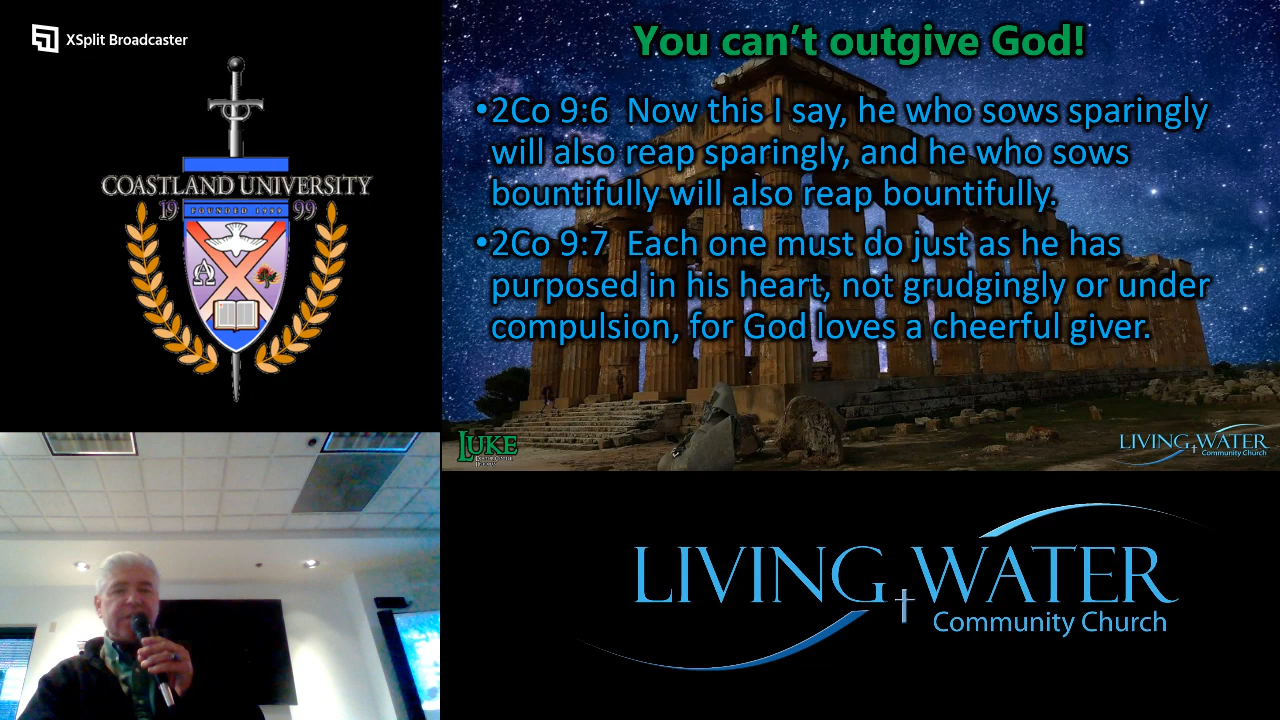 XSplit Broadcaster
COASTLAND UNIVERSITY
19 FOUNDED 1999 99
Ω
You can't outgive God!
•2Co 9:6 Now this I say, he who sows sparingly
will also reap sparingly, and he who sows
bountifully will also reap bountifully.
•2Co 9:7 Each one must do just as he has
purposed in his heart, not grudgingly or under
compulsion, for God loves a cheerful giver.
LUKE
LIVING WATER
Community Church
LIVING WATER
Community Church